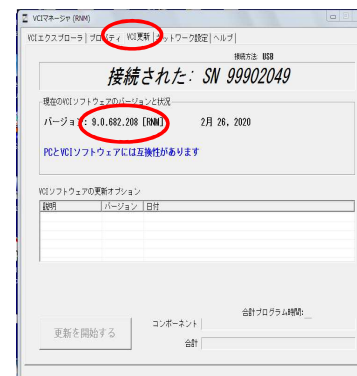 VCIマネージャ (RNM)
VCIエクスプローラ プロパティ VCI更新 ネットワーク設定 ヘルプ
接続方法: USB
接続された: SN 99902049
現在のVCIソフトウェアのバージョンと状況
バージョン: 9.0.682.208 [RNM] 2月 26, 2020
PCとVCIソフトウェアには互換性があります
VCIソフトウェアの更新オプション
説明 バージョン 日付
合計プログラム時間:
コンポーネント
更新を開始する
合計